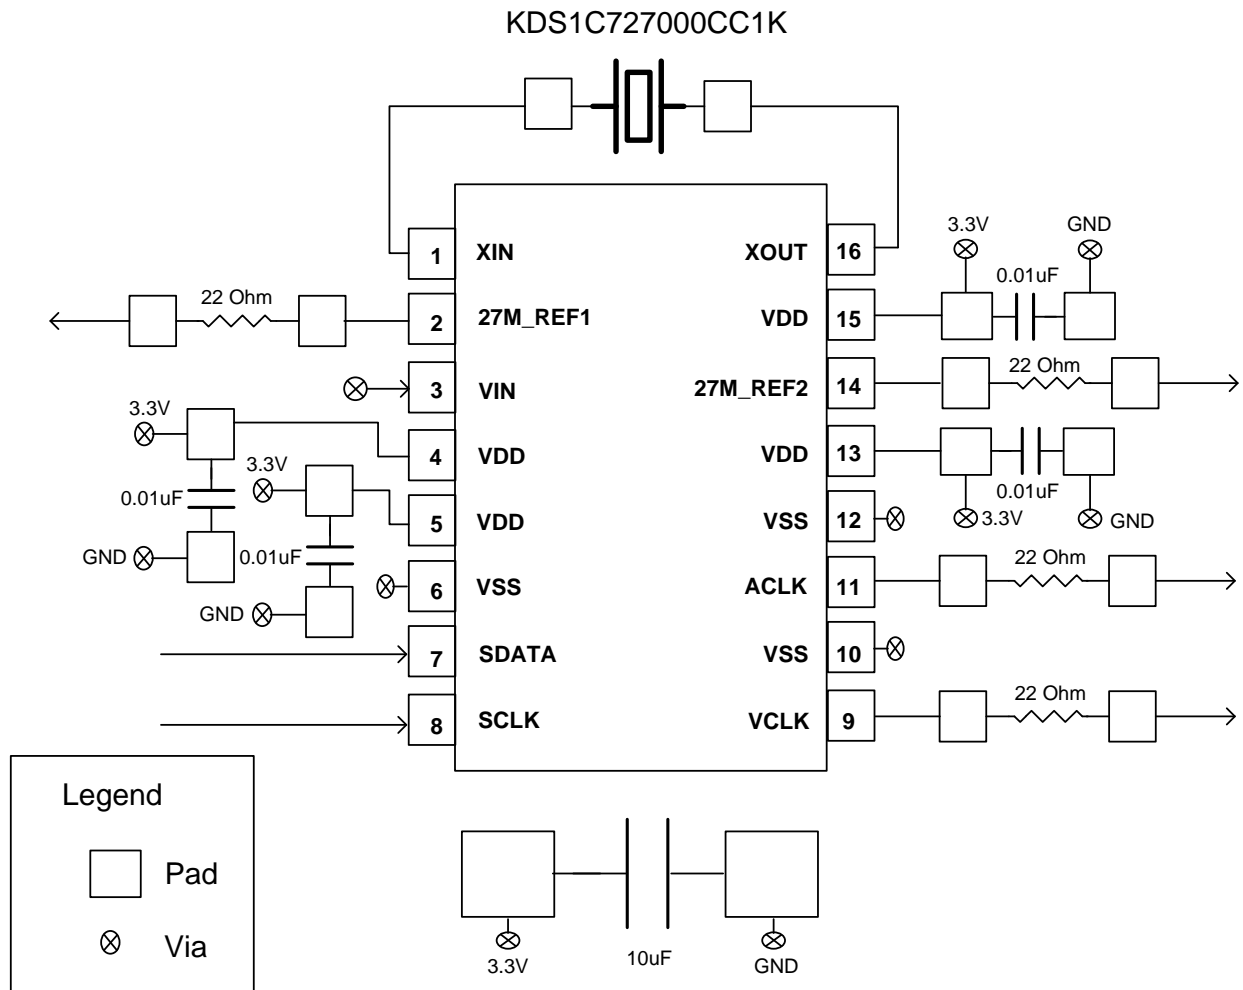 KDS1C727000CC1K
1 XIN
XOUT 16
3.3V
GND
22 Ohm
0.01uF
2 27M_REF1
VDD 15
3 VIN
27M_REF2 14
22 Ohm
3.3V
4 VDD
VDD 13
3.3V
0.01uF
0.01uF
5 VDD
VSS 12
3.3V
GND
GND
0.01uF
22 Ohm
6 VSS
ACLK 11
GND
7 SDATA
VSS 10
22 Ohm
8 SCLK
VCLK 9
Legend
Pad
Via
3.3V
10uF
GND